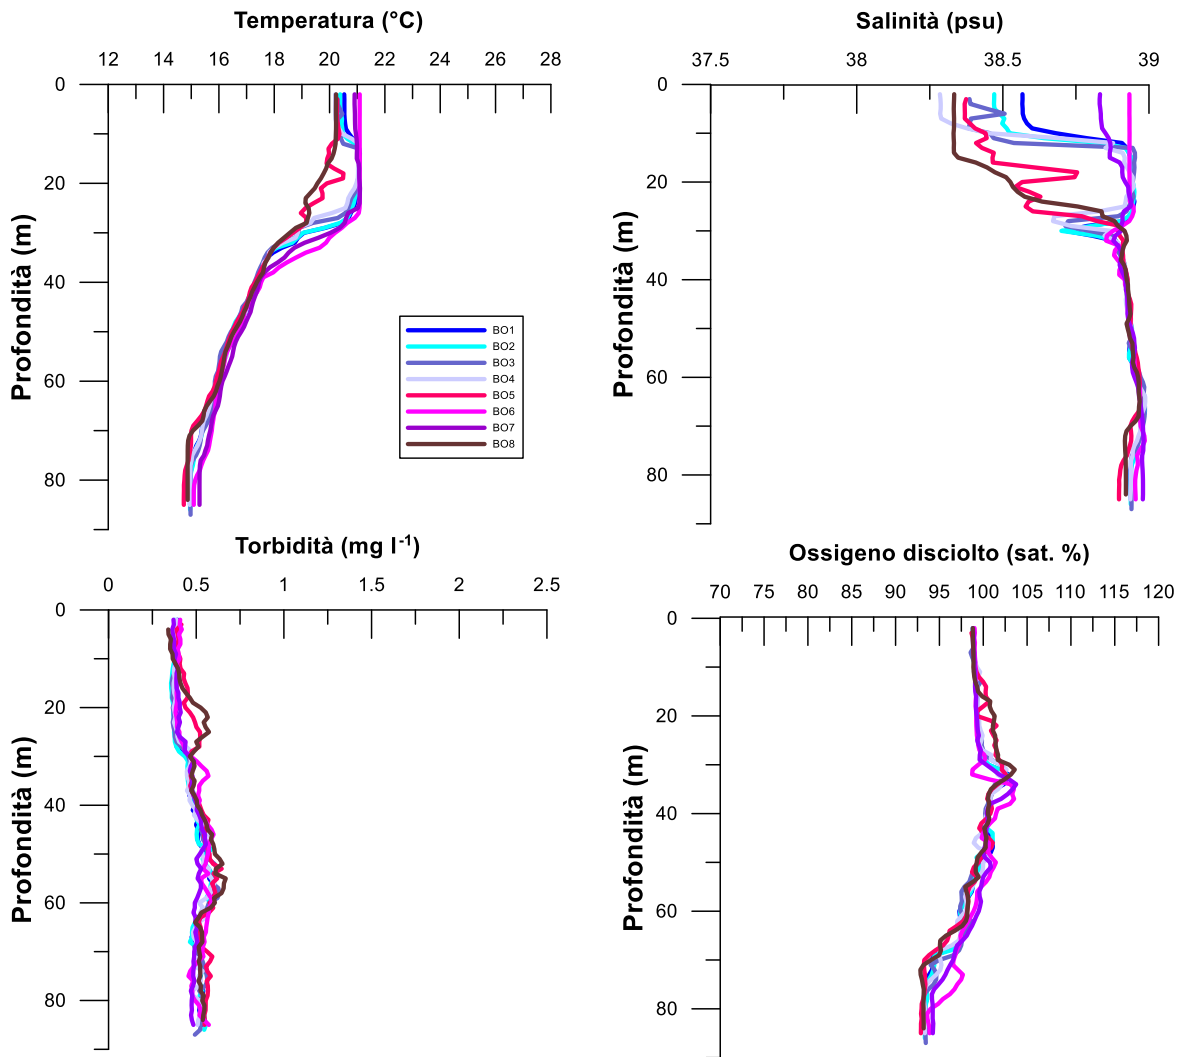 Temperatura (°C)
12 14 16 18 20 22 24 26 28
0
20
40
60
80
Profondità (m)
BO1
BO2
BO3
BO4
BO5
BO6
BO7
BO8
Salinità (psu)
37.5 38 38.5 39
0
20
40
60
80
Profondità (m)
Torbidità (mg l⁻¹)
0 0.5 1 1.5 2 2.5
0
20
40
60
80
Profondità (m)
Ossigeno disciolto (sat. %)
70 75 80 85 90 95 100 105 110 115 120
0
20
40
60
80
Profondità (m)